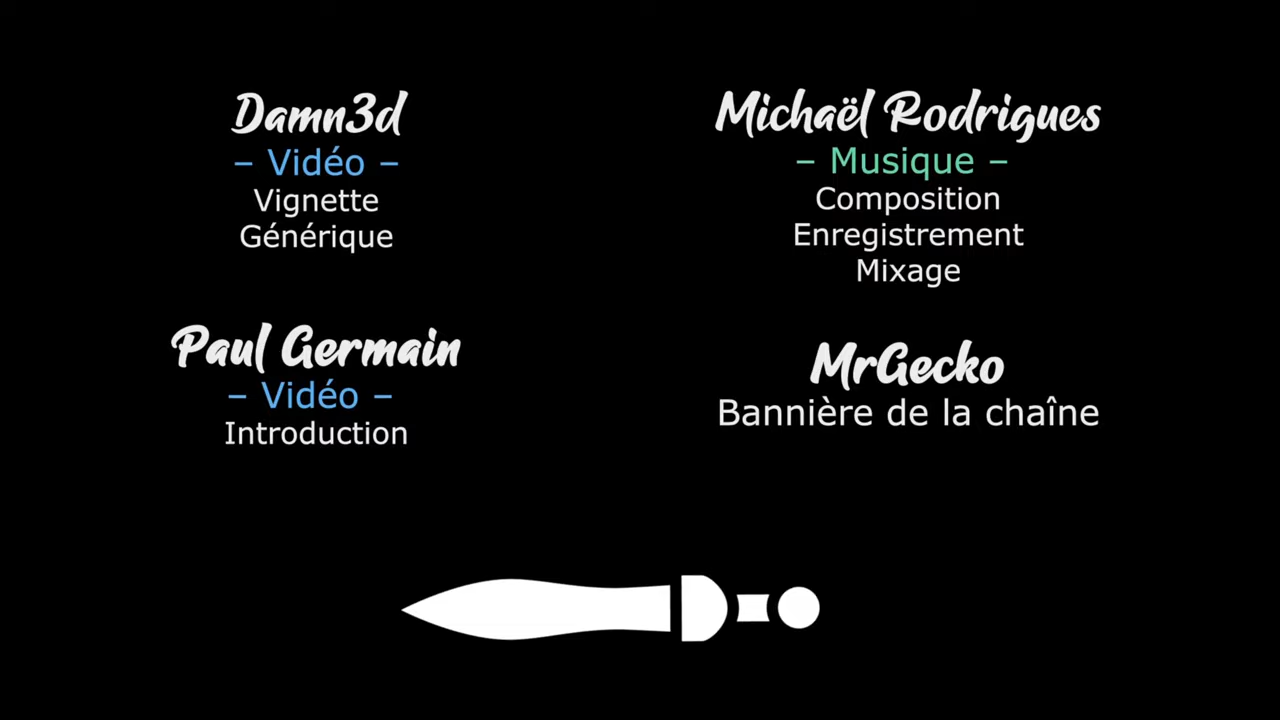 Damn3d
– Vidéo –
Vignette
Générique
Michaël Rodrigues
– Musique –
Composition
Enregistrement
Mixage
Paul Germain
– Vidéo –
Introduction
MrGecko
Bannière de la chaîne